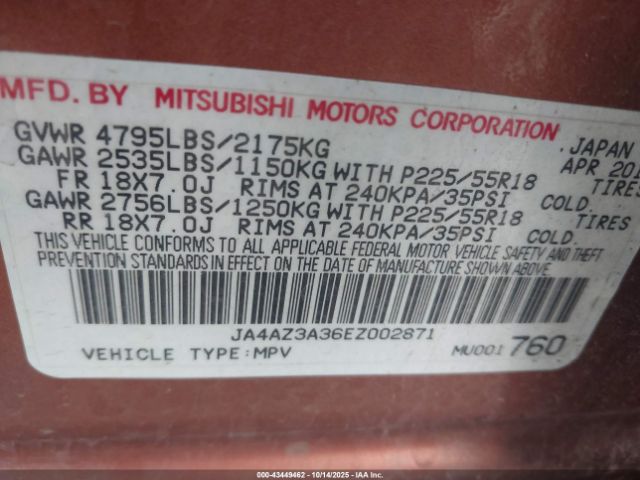 MFD. BY MITSUBISHI MOTORS CORPORATION
GVWR 4795LBS/2175KG JAPAN
GAWR 2535LBS/1150KG WITH P225/55R18 APR 201
FR 18X7.0J RIMS AT 240KPA/35PSI COLD. TIRES
GAWR 2756LBS/1250KG WITH P225/55R18 TIRES
RR 18X7.0J RIMS AT 240KPA/35PSI COLD.
THIS VEHICLE CONFORMS TO ALL APPLICABLE FEDERAL MOTOR VEHICLE SAFETY AND THEFT
PREVENTION STANDARDS IN EFFECT ON THE DATE OF MANUFACTURE SHOWN ABOVE.
JA4AZ3A36EZ002871
VEHICLE TYPE:MPV MU001 760
000-43449462 | 10/14/2025 | IAA Inc.